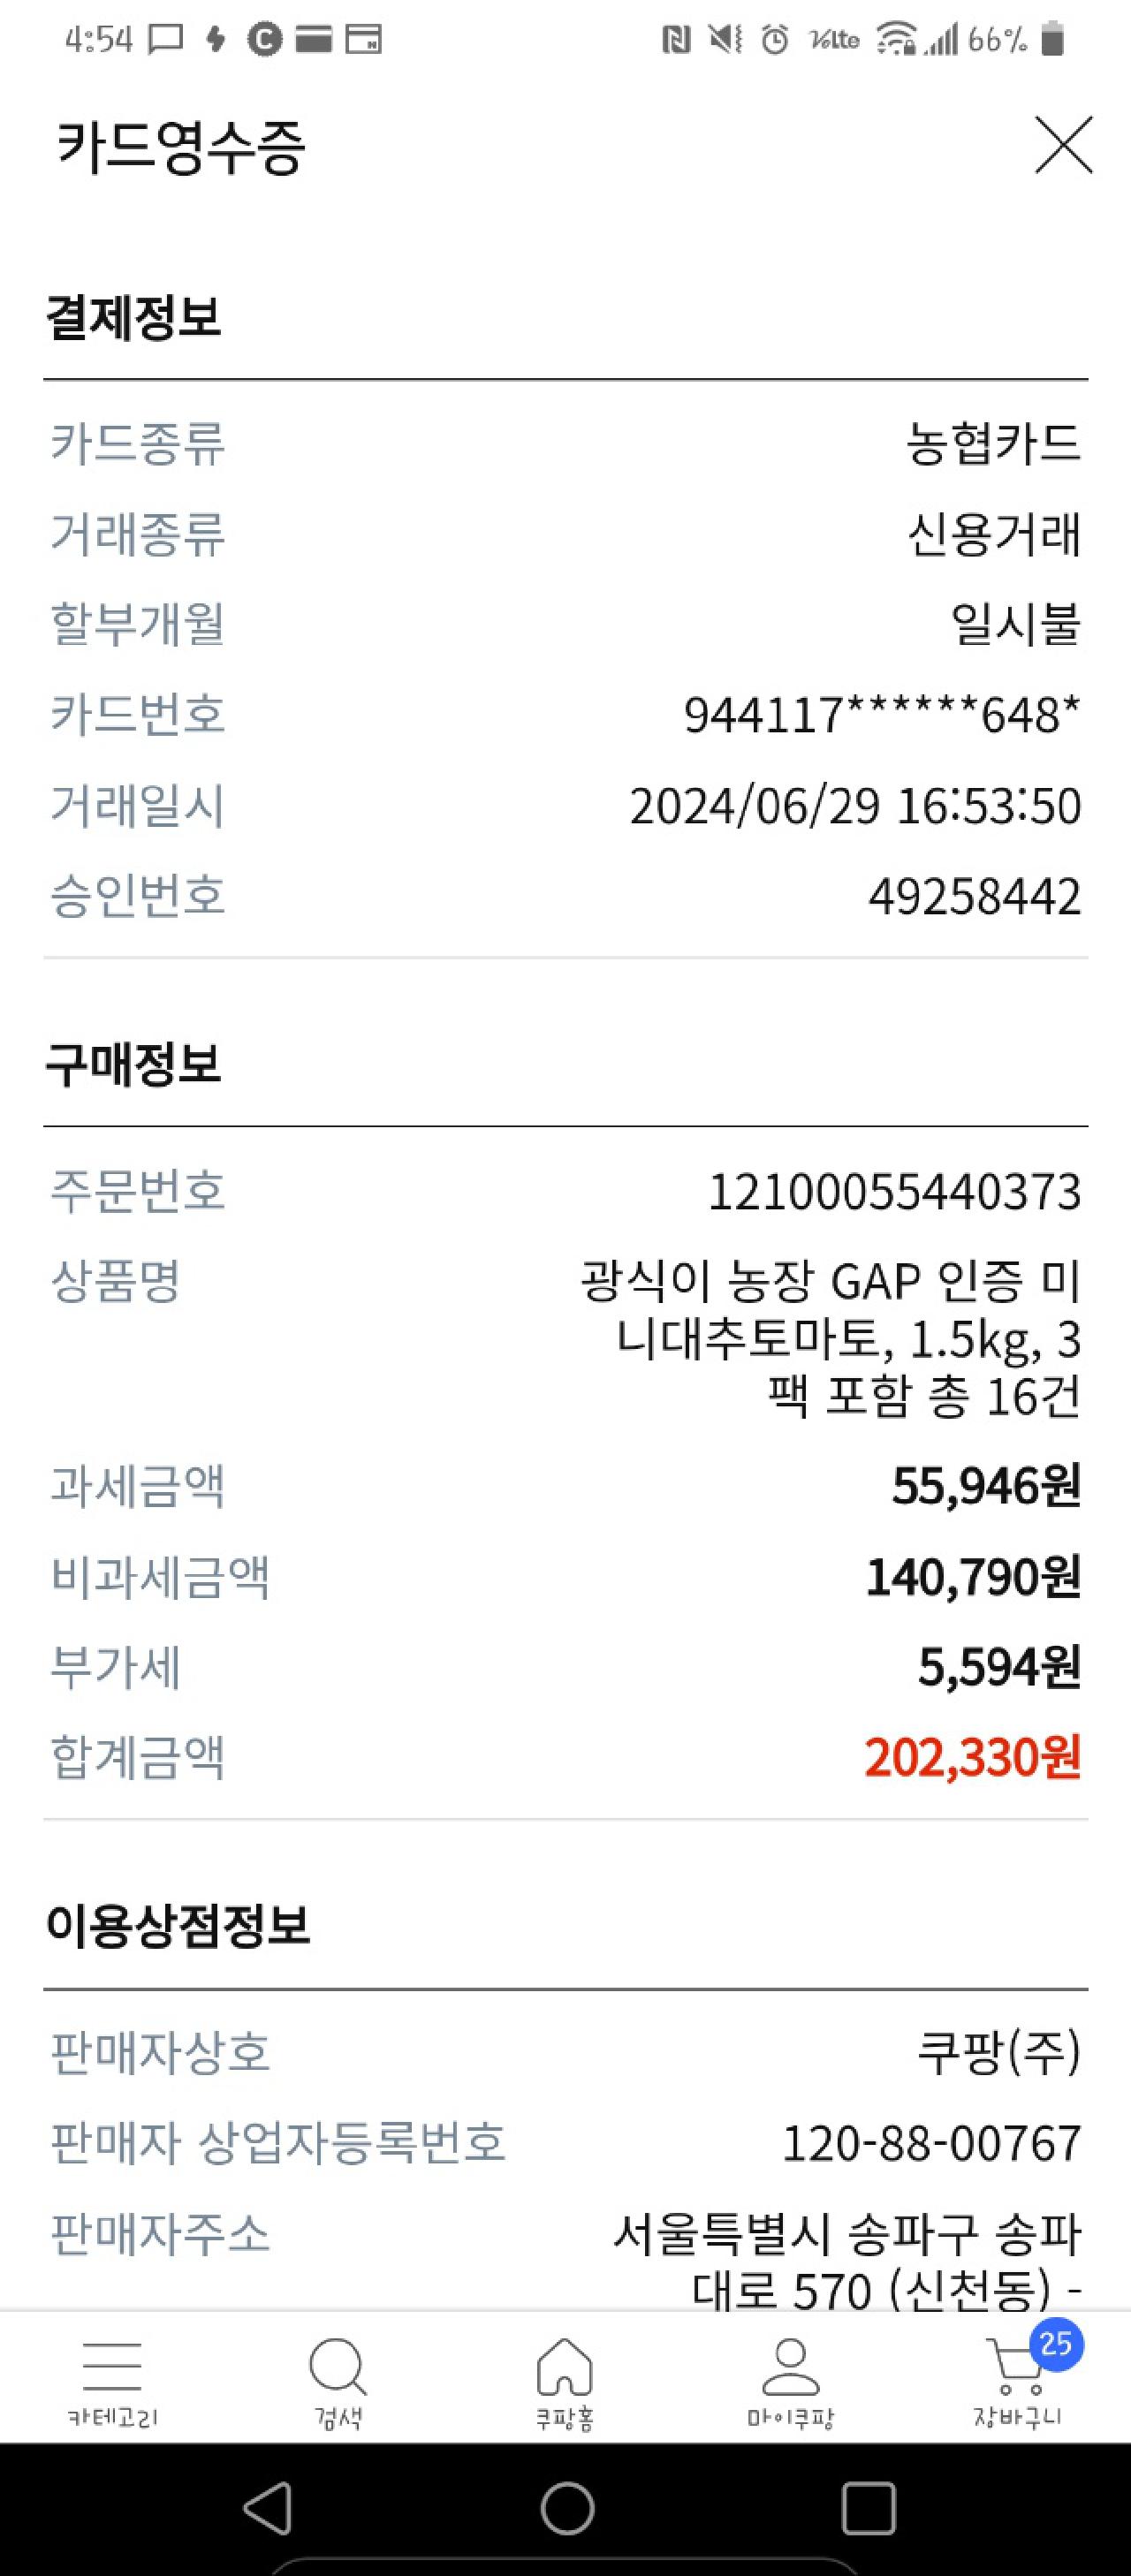 4:54
Volte 66%
카드영수증
결제정보
카드종류 농협카드
거래종류 신용거래
할부개월 일시불
카드번호 944117******648*
거래일시 2024/06/29 16:53:50
승인번호 49258442
구매정보
주문번호 12100055440373
상품명 광식이 농장 GAP 인증 미
니대추토마토, 1.5kg, 3
팩 포함 총 16건
과세금액 55,946원
비과세금액 140,790원
부가세 5,594원
합계금액 202,330원
이용상점정보
판매자상호 쿠팡(주)
판매자 상업자등록번호 120-88-00767
판매자주소 서울특별시 송파구 송파
대로 570 (신천동) -
25
카테고리 검색 쿠팡홈 마이쿠팡 장바구니